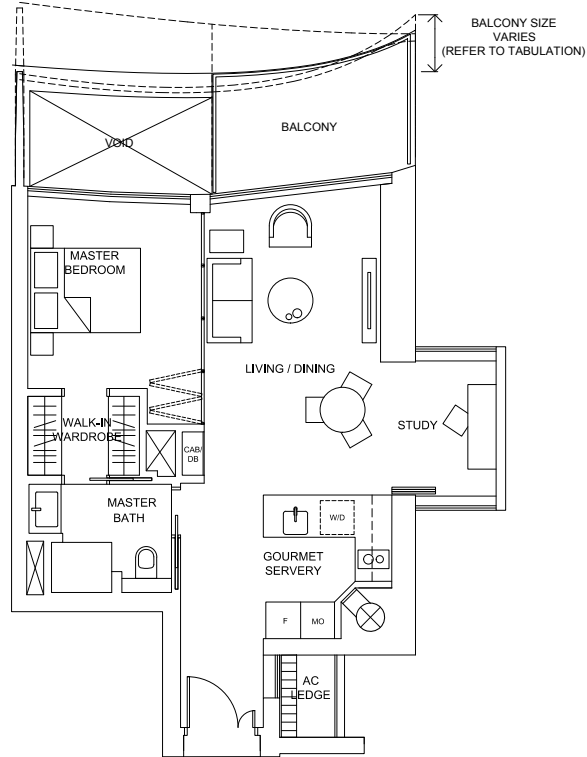 BALCONY SIZE
VARIES
(REFER TO TABULATION)
BALCONY
VOID
MASTER
BEDROOM
LIVING / DINING
WALK-IN
WARDROBE
STUDY
CAB/
DB
MASTER
BATH
W/D
GOURMET
SERVERY
F
MO
AC
LEDGE